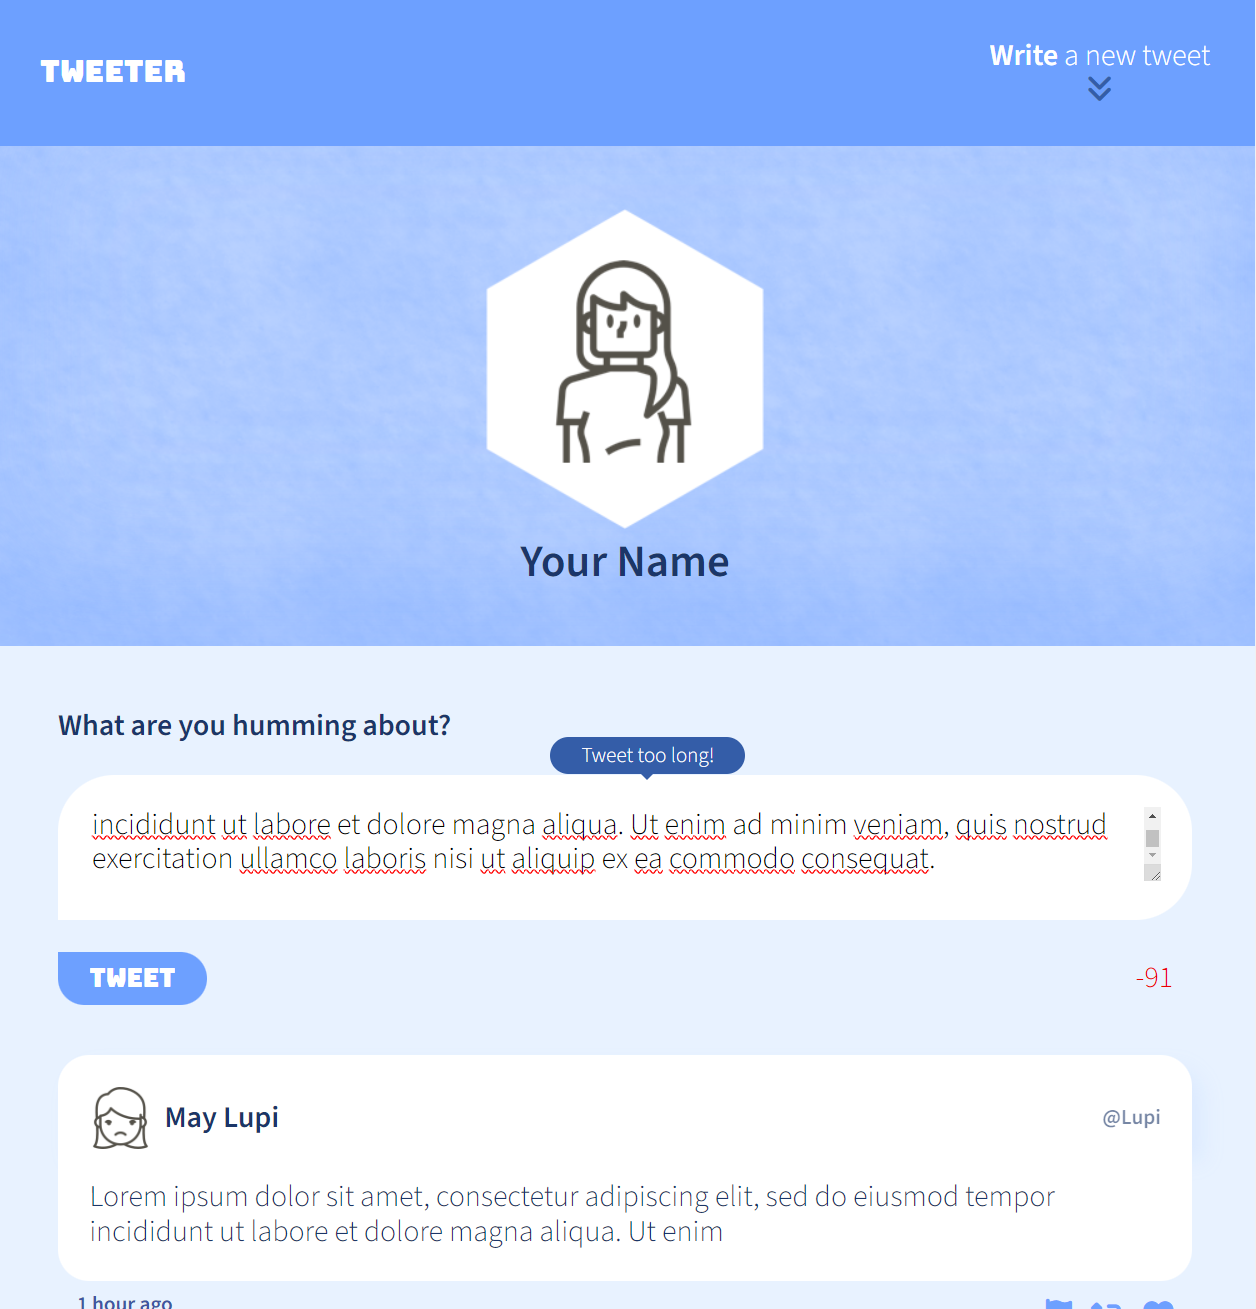 TWEETER
Write a new tweet
Your Name
What are you humming about?
Tweet too long!
incididunt ut labore et dolore magna aliqua. Ut enim ad minim veniam, quis nostrud
exercitation ullamco laboris nisi ut aliquip ex ea commodo consequat.
TWEET
-91
May Lupi
@Lupi
Lorem ipsum dolor sit amet, consectetur adipiscing elit, sed do eiusmod tempor
incididunt ut labore et dolore magna aliqua. Ut enim
1 hour ago